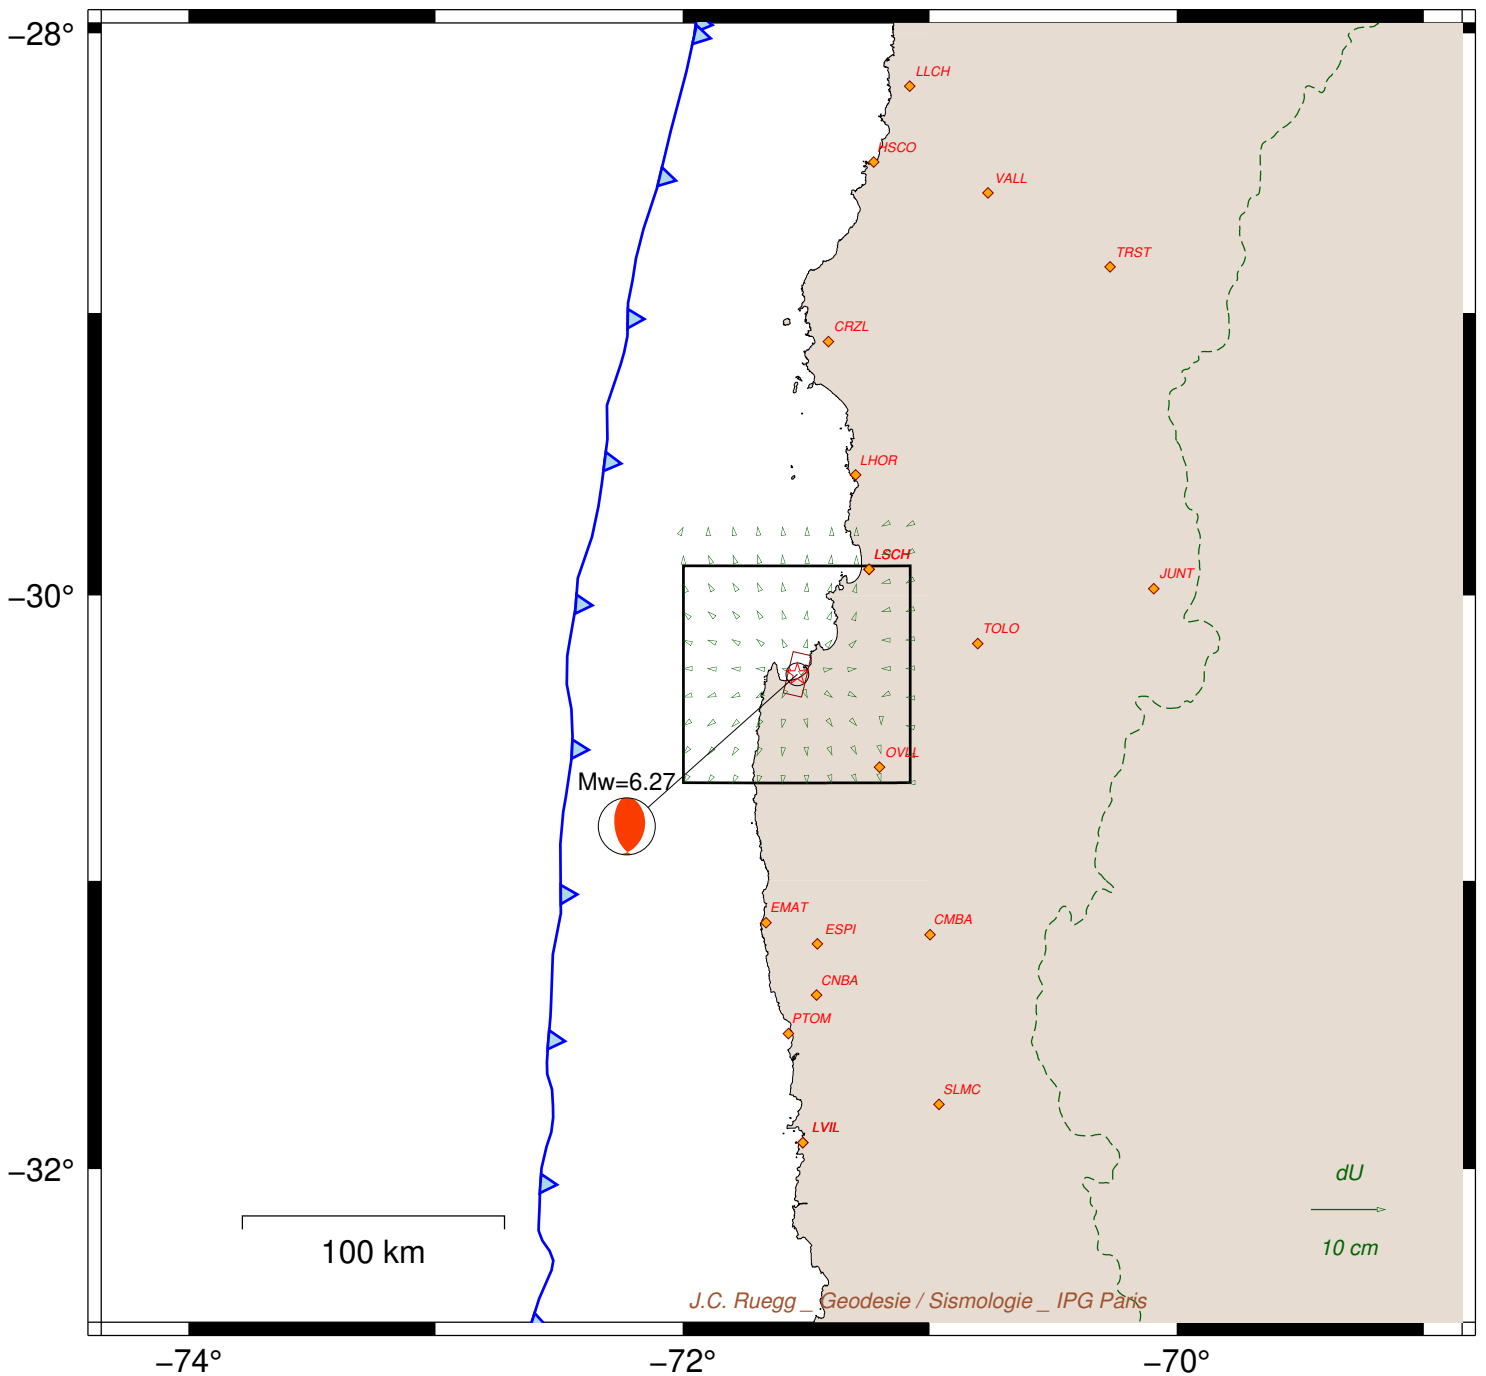 −28°
LLCH
HSCO
VALL
TRST
CRZL
LHOR
LSCH
−30°
JUNT
TOLO
OVLL
Mw=6.27
EMAT
ESPI
CMBA
CNBA
PTOM
SLMC
LVIL
−32°
dU
100 km
10 cm
J.C. Ruegg _ Geodesie / Sismologie _ IPG Paris
−74°
−72°
−70°